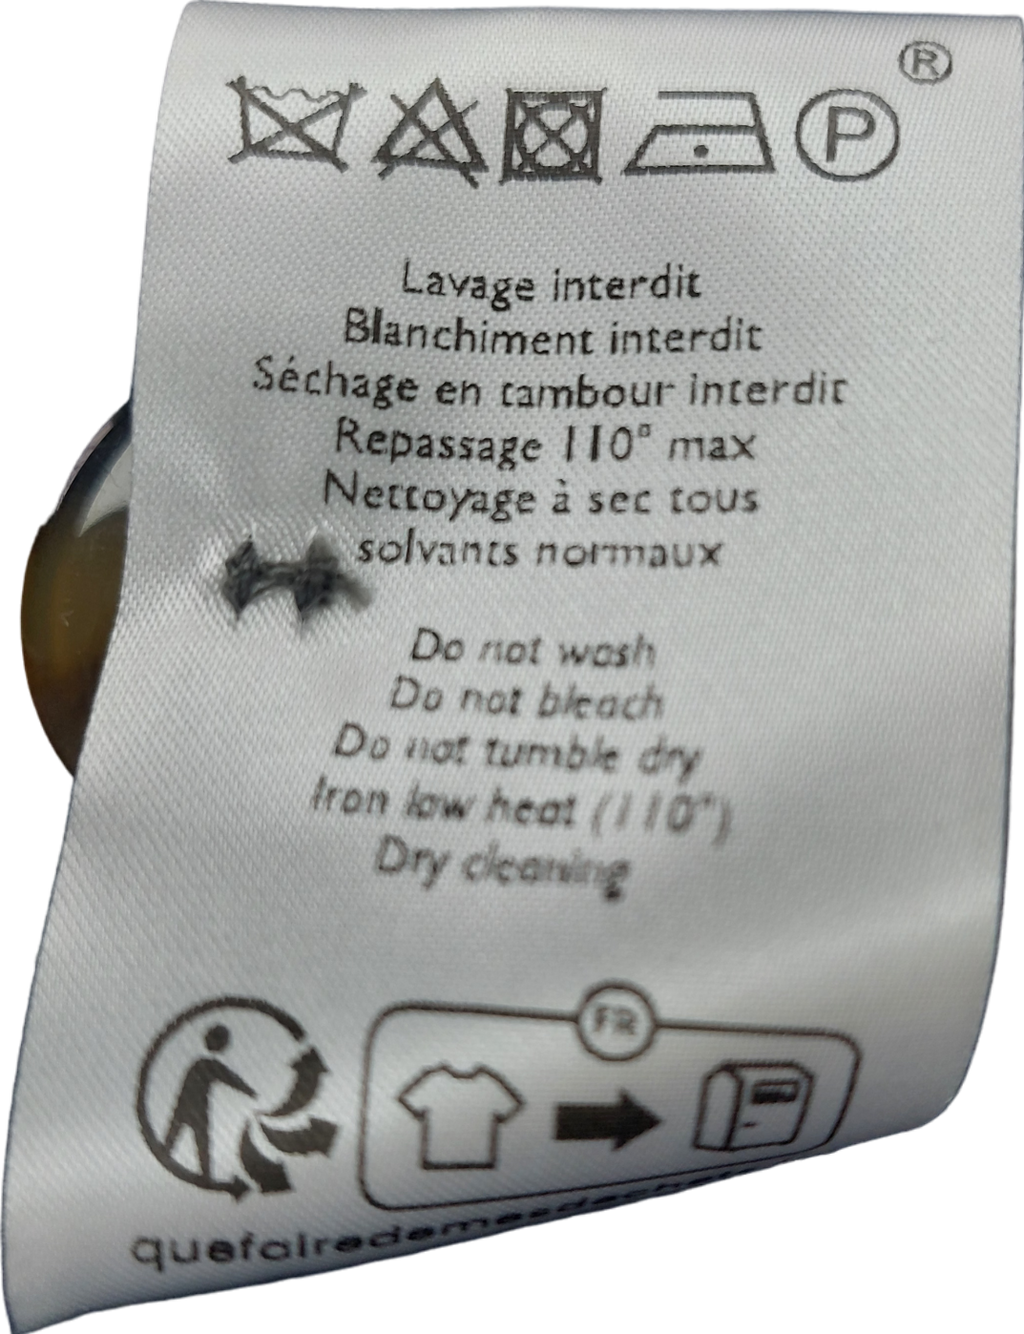 ®
P
Lavage interdit
Blanchiment interdit
Séchage en tambour interdit
Repassage 110° max
Nettoyage à sec tous
solvants normaux
Do not wash
Do not bleach
Do not tumble dry
Iron low heat (110°)
Dry cleaning
FR
quefairedemesdechets